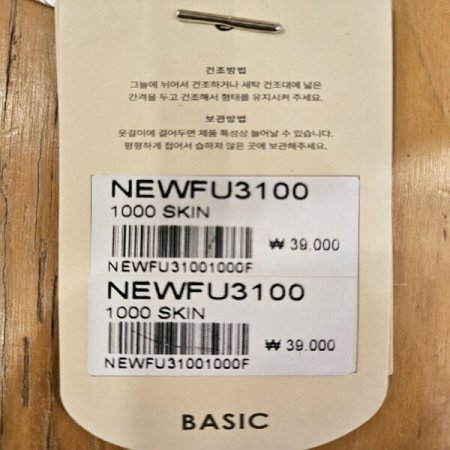 건조방법
그늘에 뉘어서 건조하거나 세탁 건조대에 넓은
간격을 두고 건조해서 형태를 유지시켜 주세요.
보관방법
옷걸이에 걸어두면 제품 특성상 늘어날 수 있습니다.
평평하게 접어서 습하지 않은 곳에 보관해주세요.
NEWFU3100
1000 SKIN
₩ 39.000
NEWFU31001000F
NEWFU3100
1000 SKIN
₩ 39.000
NEWFU31001000F
BASIC